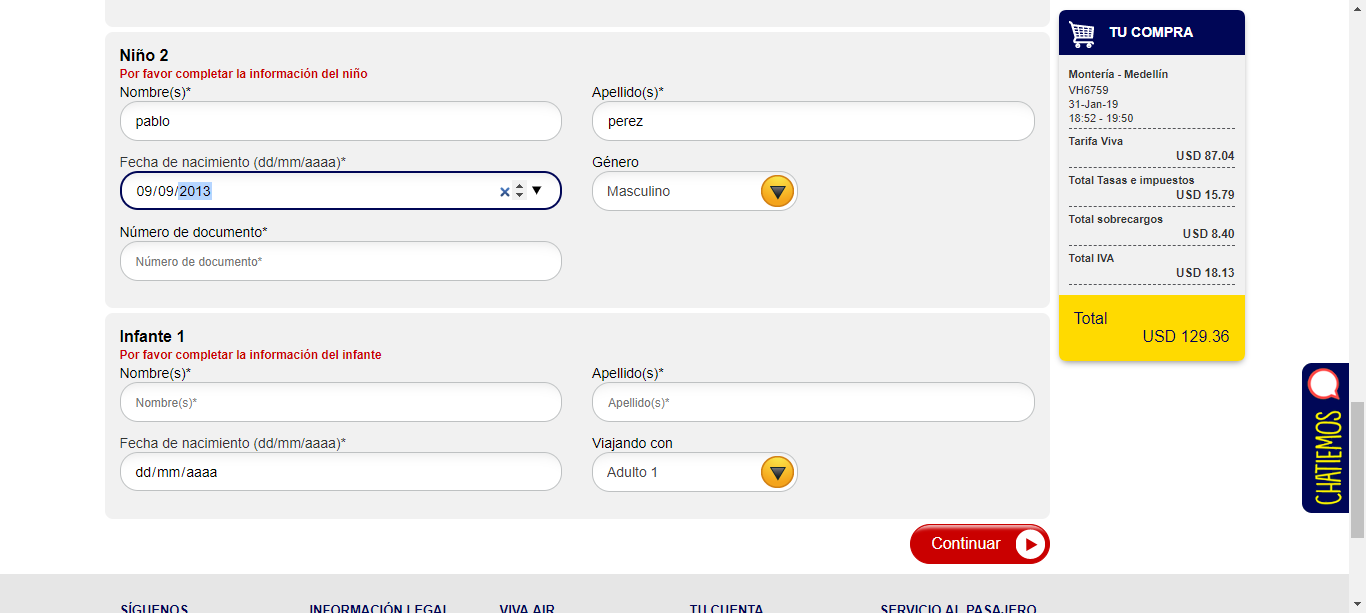 Niño 2
Por favor completar la información del niño
Nombre(s)*
Apellido(s)*
pablo
perez
Fecha de nacimiento (dd/mm/aaaa)*
Género
09/09/2013
Masculino
Número de documento*
Número de documento*
Infante 1
Por favor completar la información del infante
Nombre(s)*
Apellido(s)*
Nombre(s)*
Apellido(s)*
Fecha de nacimiento (dd/mm/aaaa)*
Viajando con
dd/mm/aaaa
Adulto 1
Continuar
TU COMPRA
Montería - Medellín
VH6759
31-Jan-19
18:52 - 19:50
Tarifa Viva
USD 87.04
Total Tasas e impuestos
USD 15.79
Total sobrecargos
USD 8.40
Total IVA
USD 18.13
Total
USD 129.36
CHATIEMOS
SÍGUENOS
INFORMACIÓN LEGAL
VIVA AIR
TU CUENTA
SERVICIO AL PASAJERO